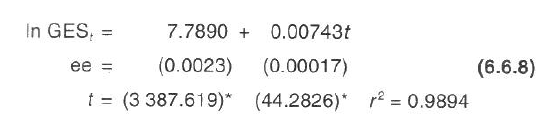 ln GES_t = 7.7890 + 0.00743t
ee = (0.0023) (0.00017) (6.6.8)
t = (3 387.619)* (44.2826)* r² = 0.9894